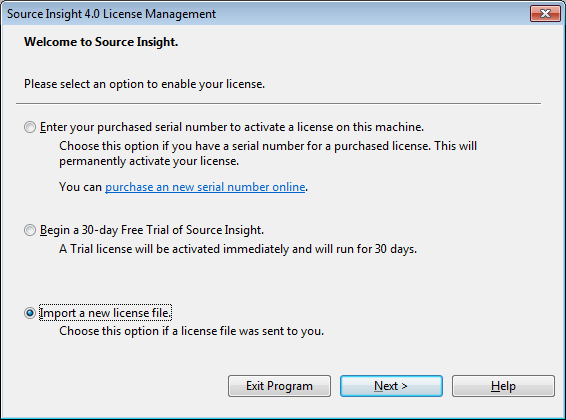 Source Insight 4.0 License Management
Welcome to Source Insight.
Please select an option to enable your license.
Enter your purchased serial number to activate a license on this machine.
Choose this option if you have a serial number for a purchased license. This will
permanently activate your license.
You can purchase an new serial number online.
Begin a 30-day Free Trial of Source Insight.
A Trial license will be activated immediately and will run for 30 days.
Import a new license file.
Choose this option if a license file was sent to you.
Exit Program Next > Help